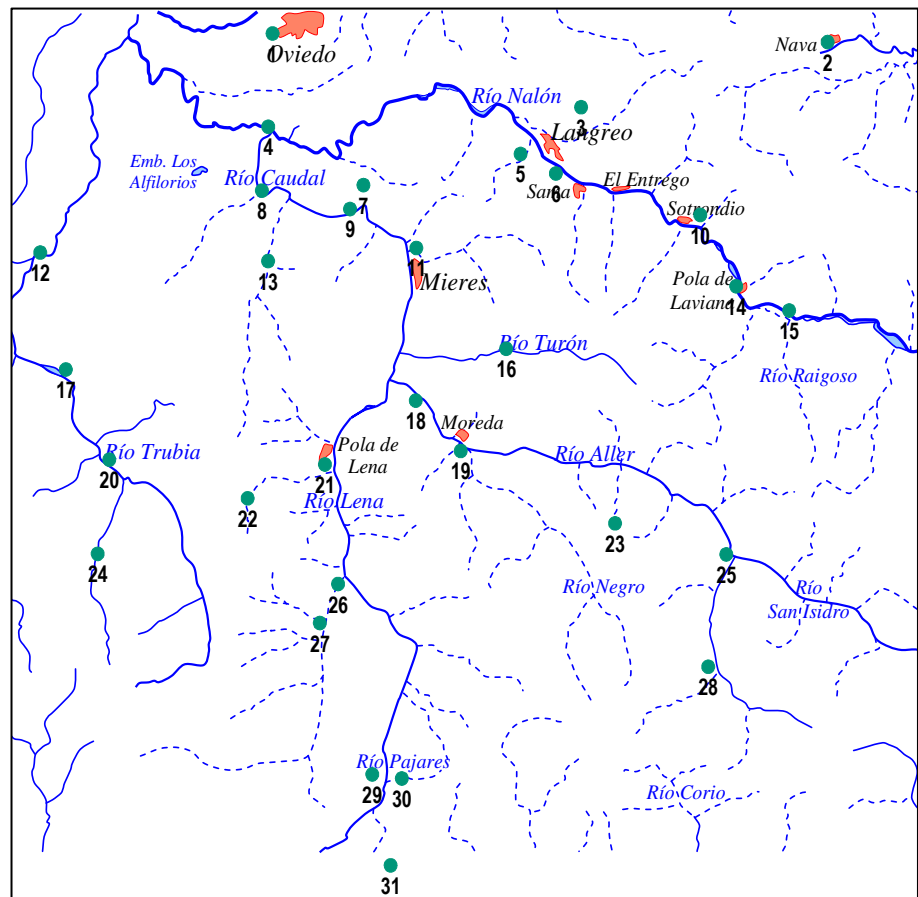 1
Oviedo
Nava
2
Río Nalón
3
Langreo
4
5
Emb. Los
Alfilorios
Río Caudal
6
El Entrego
Sama
7
8
9
Sotrondio
10
11
12
13
Mieres
Pola de
Laviana
14
15
Río Turón
16
17
Río Raigoso
18
Moreda
19
Pola de
Lena
Río Trubia
20
21
Río Aller
Río Lena
22
23
24
25
Río Negro
Río
San Isidro
26
27
28
Río Pajares
29
30
Río Corio
31